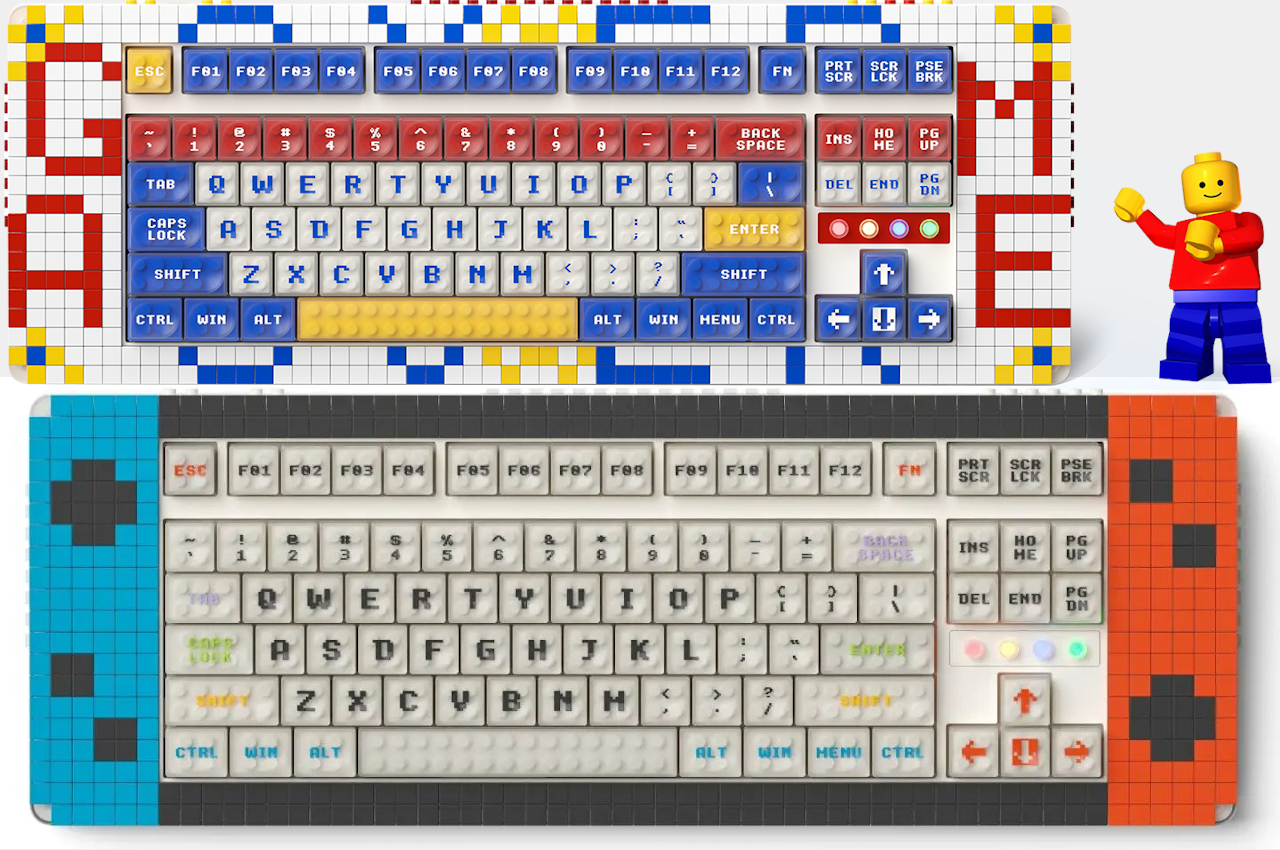 G
A
M
E
ESC F01 F02 F03 F04 F05 F06 F07 F08 F09 F10 F11 F12 FN PRT SCR SCR LCK PSE BRK
~ ` ! 1 @ 2 # 3 $ 4 % 5 ^ 6 & 7 * 8 ( 9 ) 0 — - + = BACK SPACE INS HO ME PG UP
TAB Q W E R T Y U I O P { [ } ] | \ DEL END PG DN
CAPS LOCK A S D F G H J K L : ; " ' ENTER
SHIFT Z X C V B N M < , > . ? / SHIFT ↑
CTRL WIN ALT ALT WIN MENU CTRL ← ↓ →
ESC F01 F02 F03 F04 F05 F06 F07 F08 F09 F10 F11 F12 FN PRT SCR SCR LCK PSE BRK
~ ` ! 1 @ 2 # 3 $ 4 % 5 ^ 6 & 7 * 8 ( 9 ) 0 — - + = BACK SPACE INS HO ME PG UP
TAB Q W E R T Y U I O P { [ } ] | \ DEL END PG DN
CAPS LOCK A S D F G H J K L : ; " ' ENTER
SHIFT Z X C V B N M < , > . ? / SHIFT ↑
CTRL WIN ALT ALT WIN MENU CTRL ← ↓ →